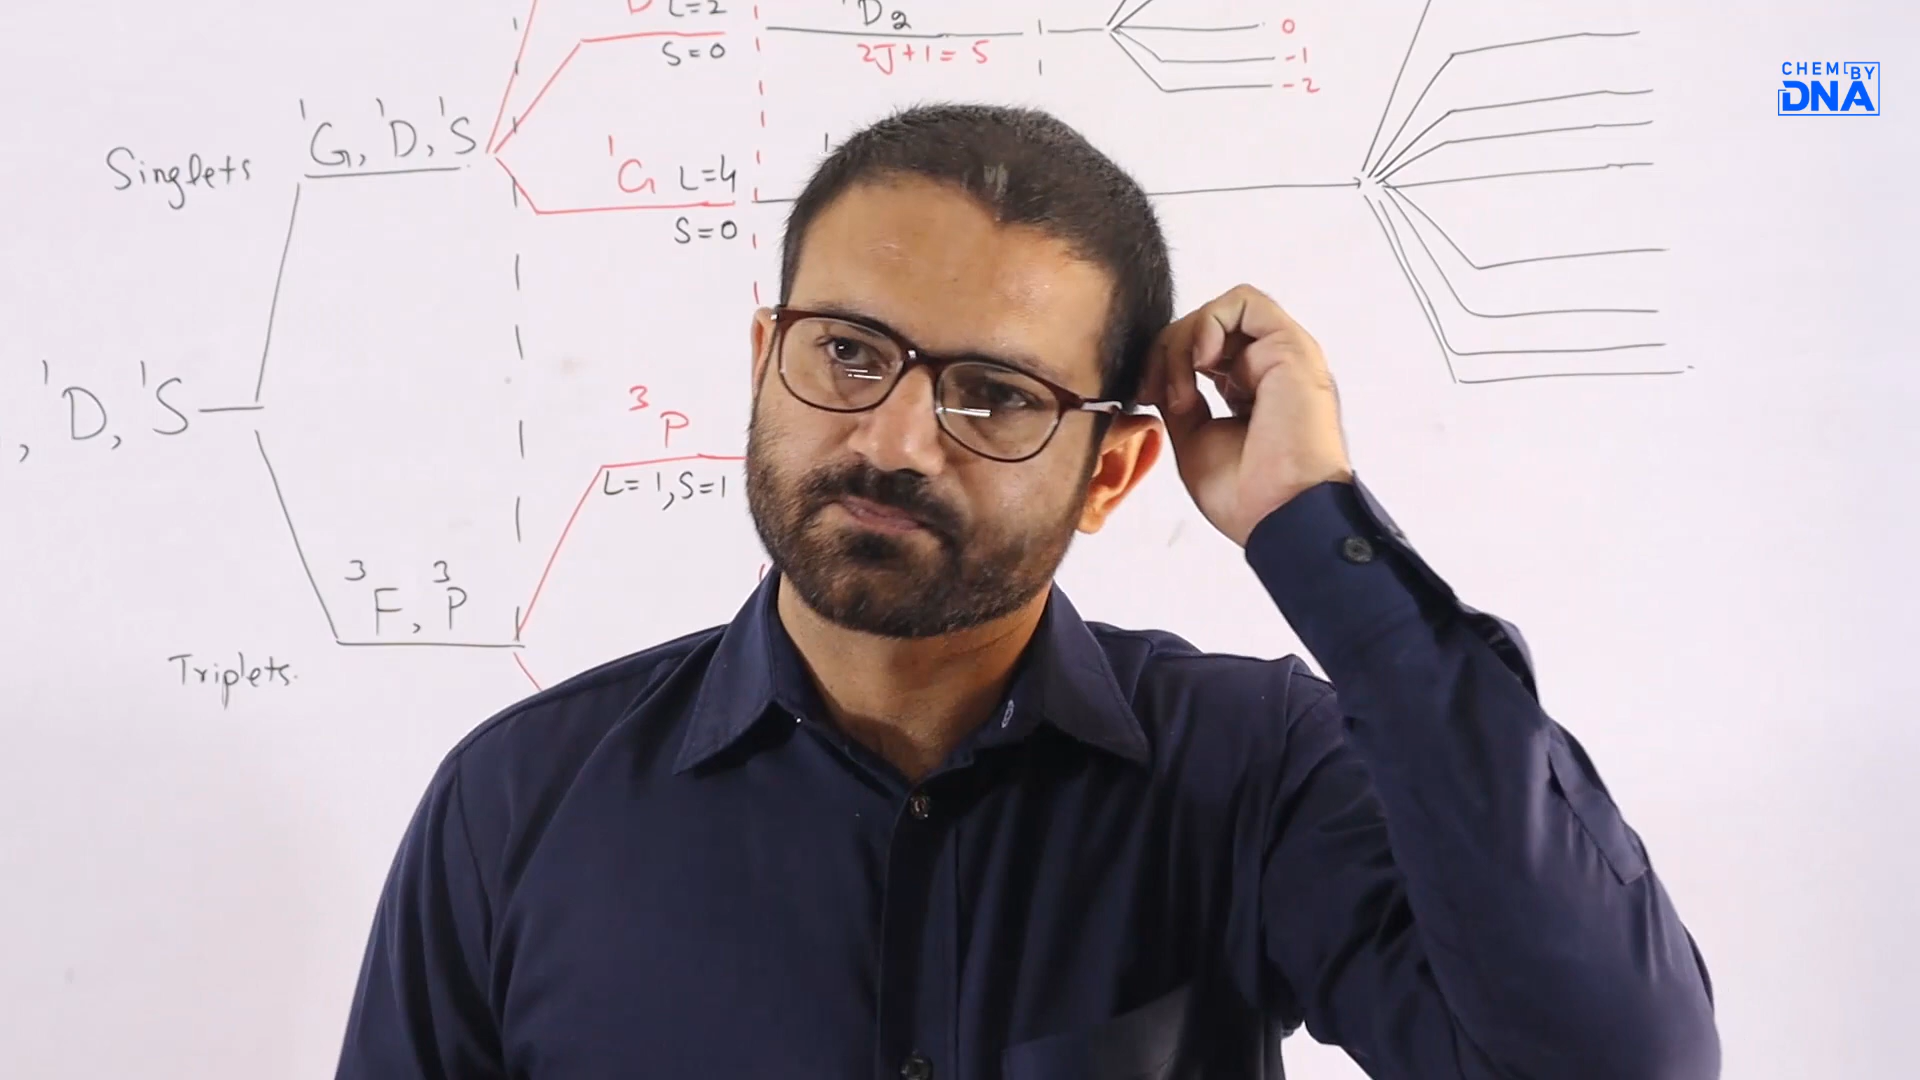 D L=2
S=0
¹D₂
2J+1=5
0
-1
-2
CHEM BY
DNA
Singlets
¹G, ¹D, ¹S
¹G L=4
S=0
, ¹D, ¹S
³P
L=1, S=1
³F, ³P
Triplets.